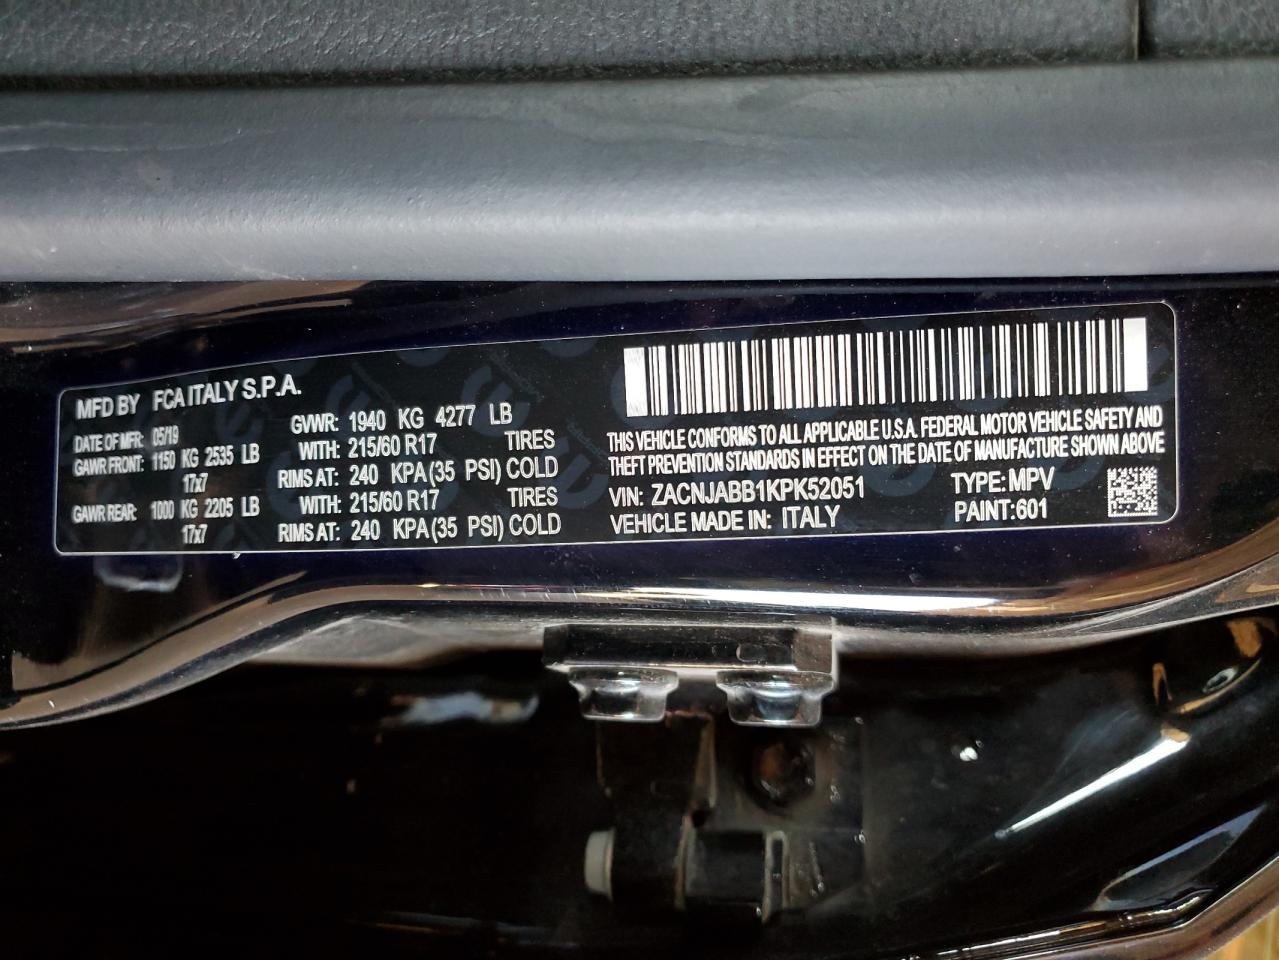 MFD BY FCA ITALY S.P.A.
DATE OF MFR: 05/19 GVWR: 1940 KG 4277 LB
GAWR FRONT: 1150 KG 2535 LB WITH: 215/60 R17 TIRES
17x7 RIMS AT: 240 KPA(35 PSI) COLD
GAWR REAR: 1000 KG 2205 LB WITH: 215/60 R17 TIRES
17x7 RIMS AT: 240 KPA(35 PSI) COLD
THIS VEHICLE CONFORMS TO ALL APPLICABLE U.S.A. FEDERAL MOTOR VEHICLE SAFETY AND
THEFT PREVENTION STANDARDS IN EFFECT ON THE DATE OF MANUFACTURE SHOWN ABOVE
VIN: ZACNJABB1KPK52051 TYPE: MPV
VEHICLE MADE IN: ITALY PAINT:601